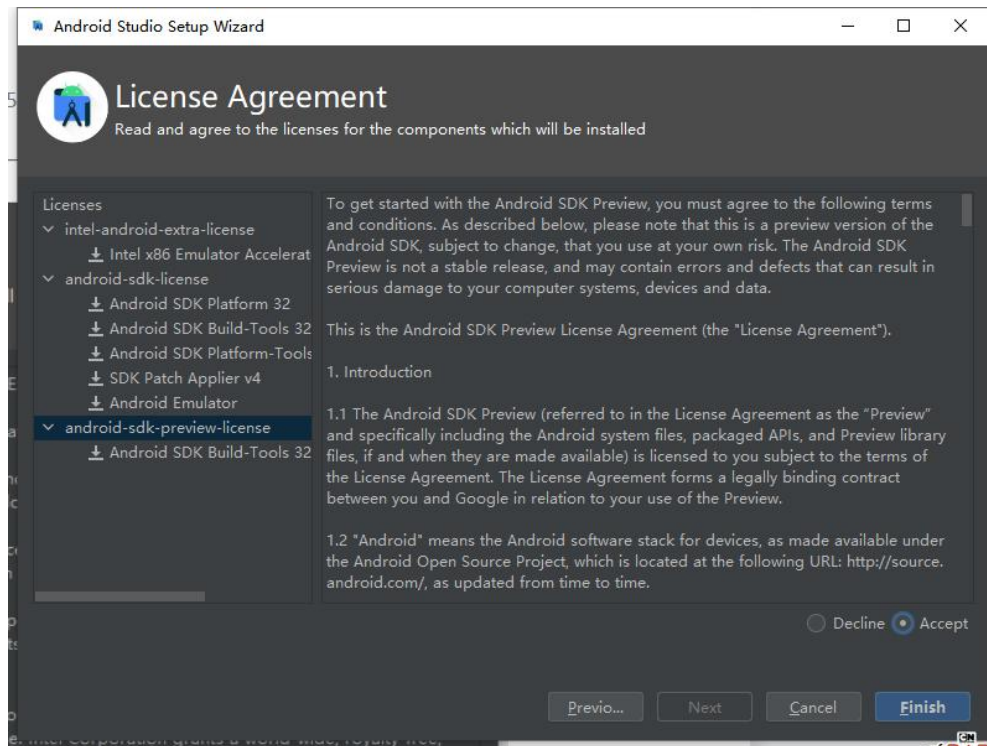 Android Studio Setup Wizard
License Agreement
Read and agree to the licenses for the components which will be installed
Licenses
intel-android-extra-license
Intel x86 Emulator Accelerat
android-sdk-license
Android SDK Platform 32
Android SDK Build-Tools 32
Android SDK Platform-Tools
SDK Patch Applier v4
Android Emulator
android-sdk-preview-license
Android SDK Build-Tools 32
To get started with the Android SDK Preview, you must agree to the following terms
and conditions. As described below, please note that this is a preview version of the
Android SDK, subject to change, that you use at your own risk. The Android SDK
Preview is not a stable release, and may contain errors and defects that can result in
serious damage to your computer systems, devices and data.
This is the Android SDK Preview License Agreement (the "License Agreement").
1. Introduction
1.1 The Android SDK Preview (referred to in the License Agreement as the “Preview”
and specifically including the Android system files, packaged APIs, and Preview library
files, if and when they are made available) is licensed to you subject to the terms of
the License Agreement. The License Agreement forms a legally binding contract
between you and Google in relation to your use of the Preview.
1.2 "Android" means the Android software stack for devices, as made available under
the Android Open Source Project, which is located at the following URL: http://source.
android.com/, as updated from time to time.
Decline Accept
Previo... Next Cancel Finish
Intel Corporation grants a world-wide, royalty-free,
CN